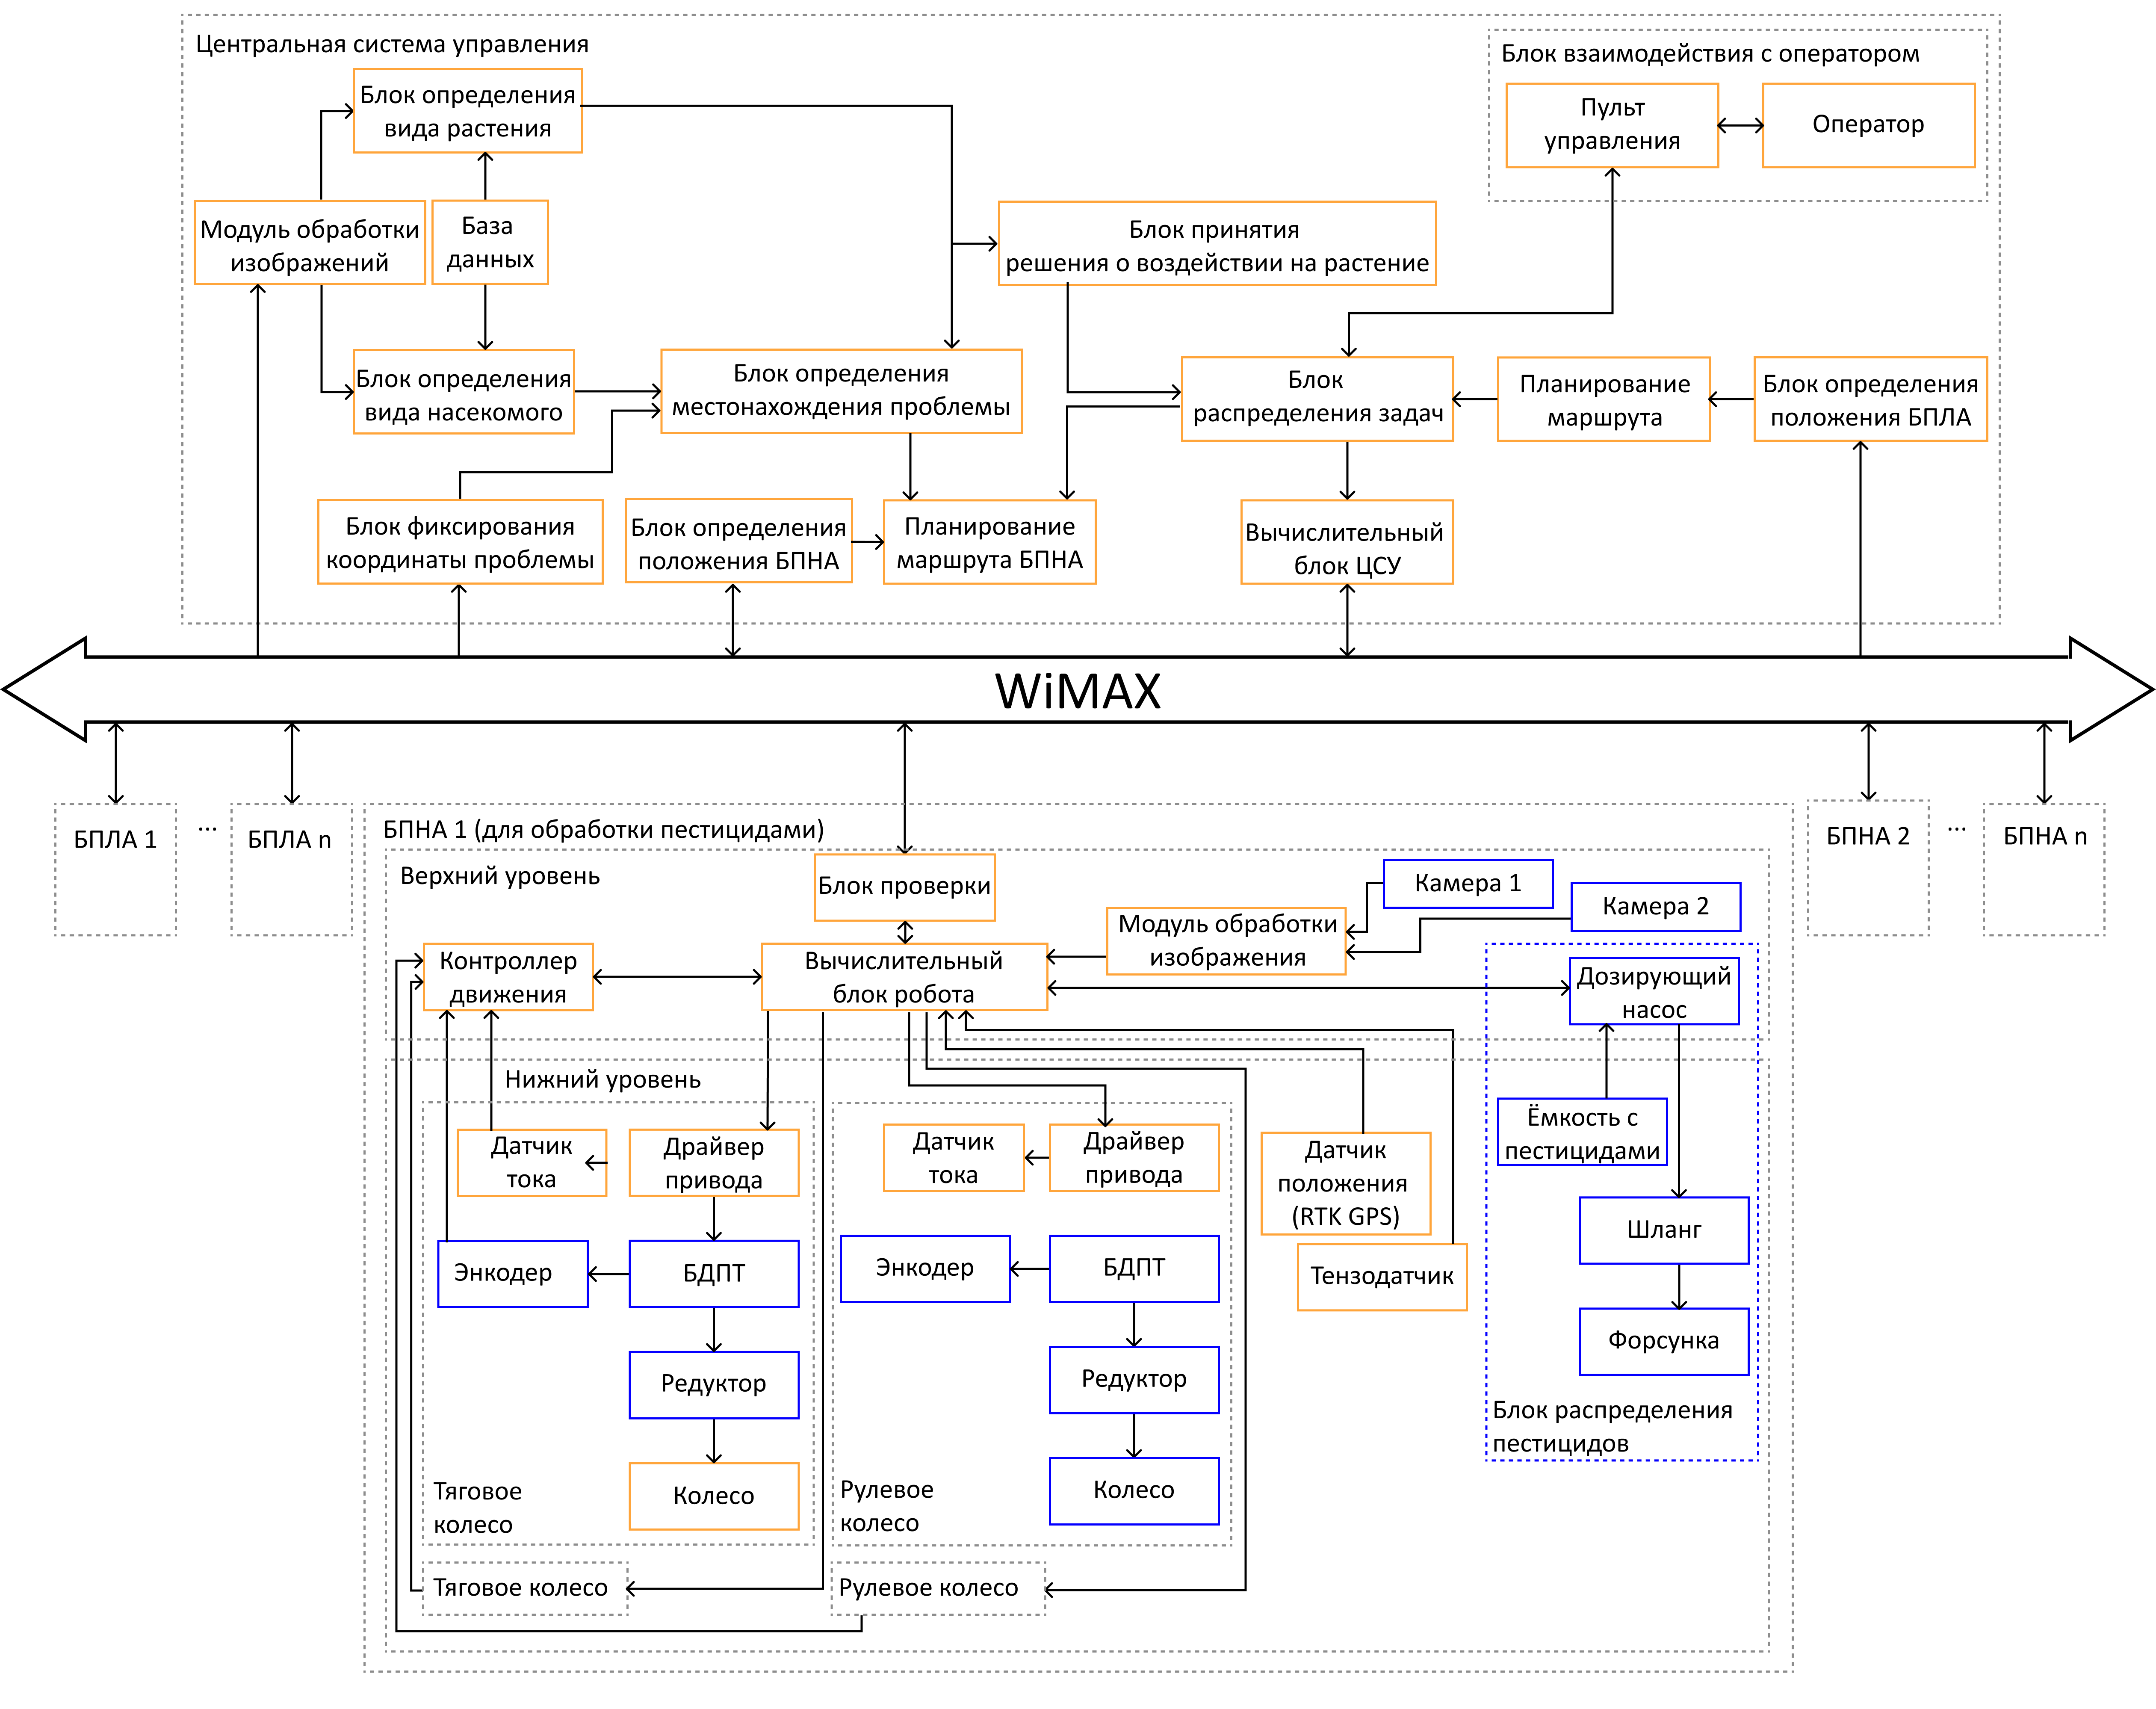 Центральная система управления
Блок взаимодействия с оператором
Блок определения
вида растения
Пульт
управления
Оператор
Модуль обработки
изображений
База
данных
Блок принятия
решения о воздействии на растение
Блок определения
вида насекомого
Блок определения
местонахождения проблемы
Блок
распределения задач
Планирование
маршрута
Блок определения
положения БПЛА
Блок фиксирования
координаты проблемы
Блок определения
положения БПНА
Планирование
маршрута БПНА
Вычислительный
блок ЦСУ
WiMAX
БПЛА 1
...
БПЛА n
БПНА 1 (для обработки пестицидами)
БПНА 2
...
БПНА n
Верхний уровень
Блок проверки
Камера 1
Камера 2
Модуль обработки
изображения
Контроллер
движения
Вычислительный
блок робота
Дозирующий
насос
Нижний уровень
Датчик
тока
Драйвер
привода
Датчик
тока
Драйвер
привода
Датчик
положения
(RTK GPS)
Ёмкость с
пестицидами
Шланг
Энкодер
БДПТ
Энкодер
БДПТ
Тензодатчик
Форсунка
Редуктор
Редуктор
Блок распределения
пестицидов
Тяговое
колесо
Колесо
Рулевое
колесо
Колесо
Тяговое колесо
Рулевое колесо